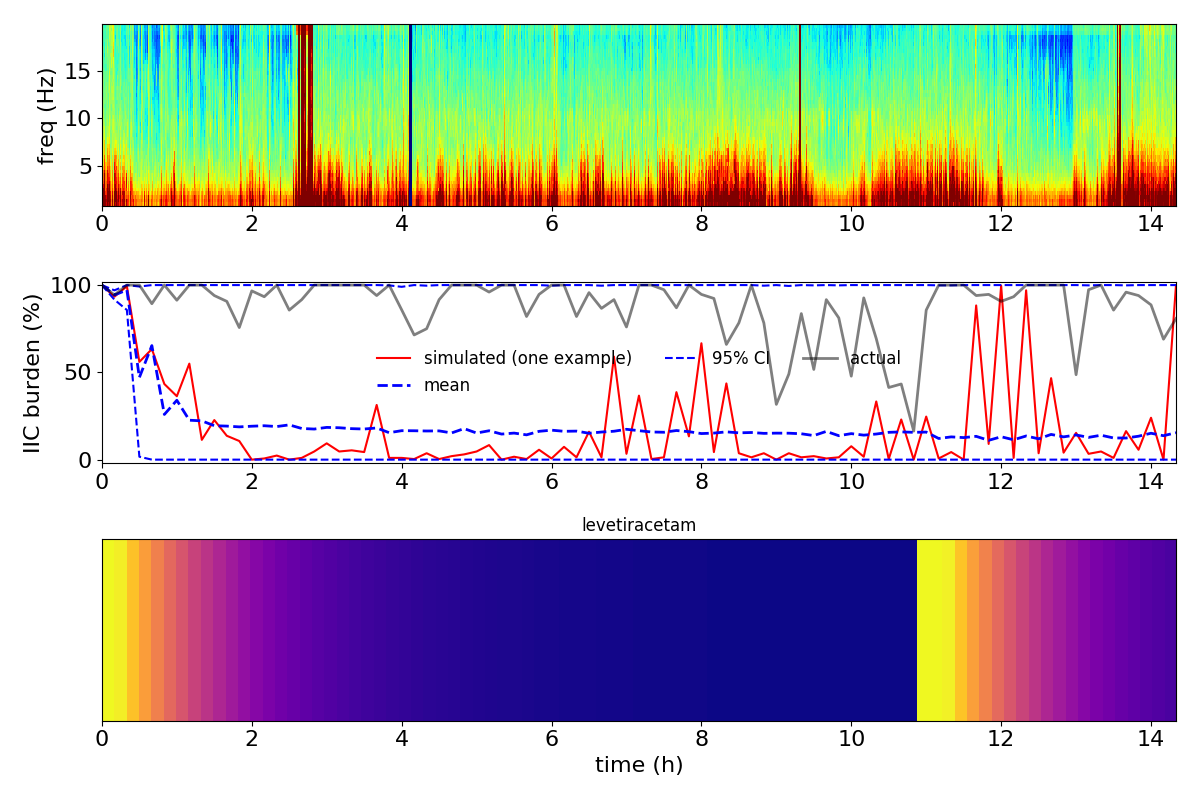 freq (Hz)
15
10
5
0 2 4 6 8 10 12 14
IIC burden (%)
100
50
0
simulated (one example) 95% CI actual
mean
0 2 4 6 8 10 12 14
levetiracetam
0 2 4 6 8 10 12 14
time (h)